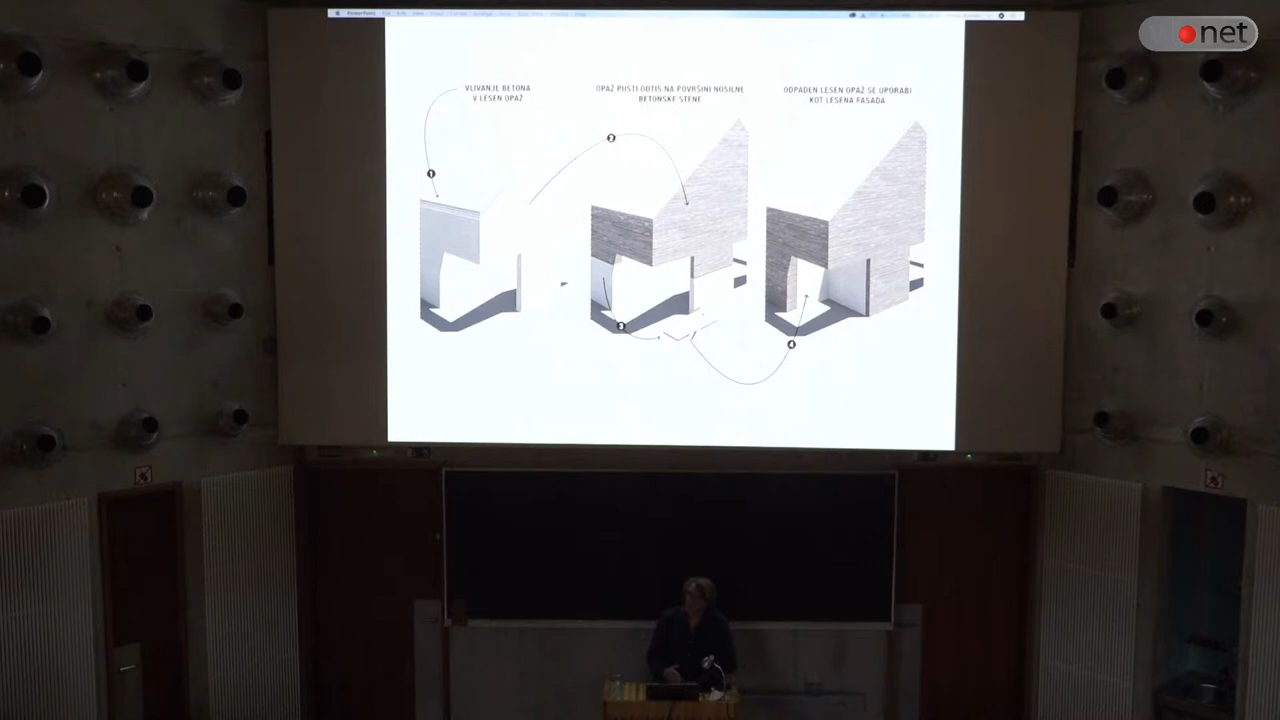 net
PowerPoint
VLIVANJE BETONA
V LESEN OPAŽ
OPAŽ PUSTI ODTIS NA POVRŠINI NOSILNE
BETONSKE STENE
ODPADEN LESEN OPAŽ SE UPORABI
KOT LESENA FASADA
1
2
3
4